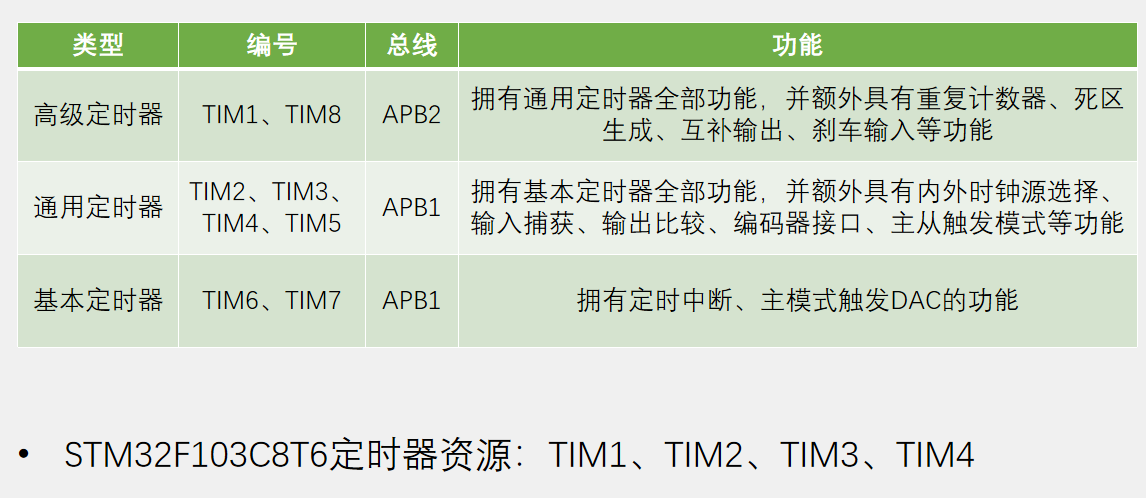 类型 编号 总线 功能
高级定时器 TIM1、TIM8 APB2 拥有通用定时器全部功能，并额外具有重复计数器、死区
生成、互补输出、刹车输入等功能
通用定时器 TIM2、TIM3、
TIM4、TIM5 APB1 拥有基本定时器全部功能，并额外具有内外时钟源选择、
输入捕获、输出比较、编码器接口、主从触发模式等功能
基本定时器 TIM6、TIM7 APB1 拥有定时中断、主模式触发DAC的功能
• STM32F103C8T6定时器资源：TIM1、TIM2、TIM3、TIM4